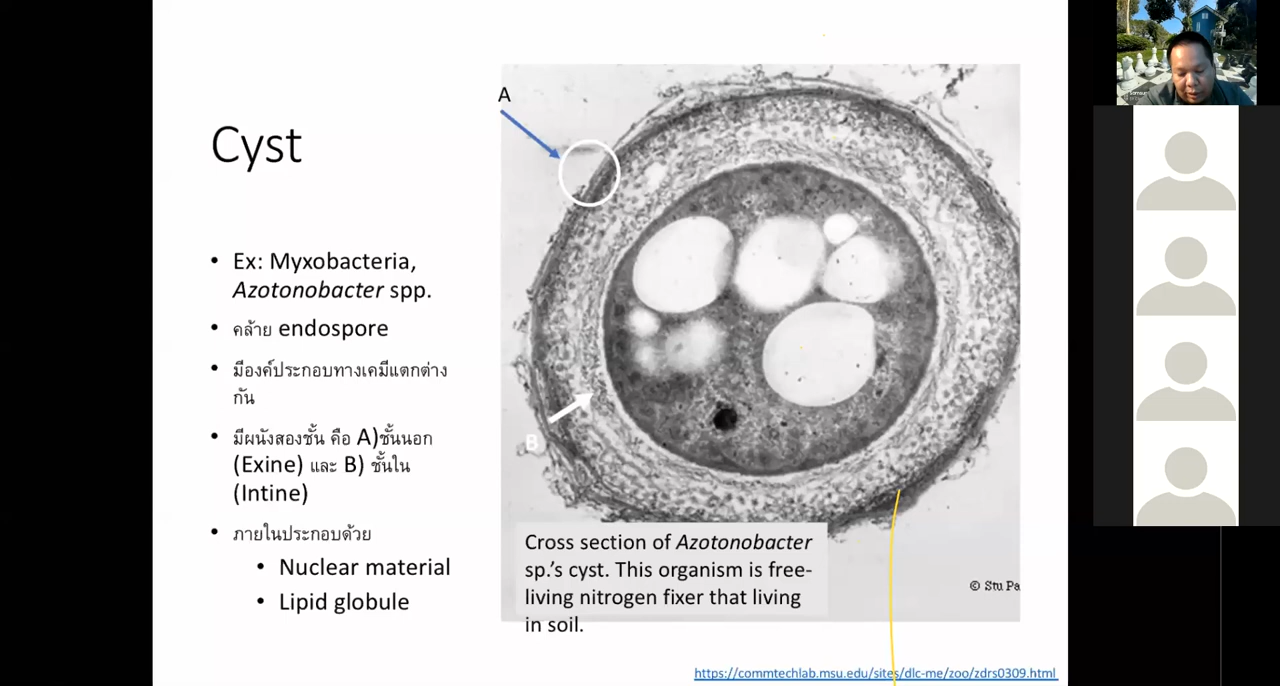 Cyst
• Ex: Myxobacteria,
Azotonobacter spp.
• คล้าย endospore
• มีองค์ประกอบทางเคมีแตกต่าง
กัน
• มีผนังสองชั้น คือ A)ชั้นนอก
(Exine) และ B) ชั้นใน
(Intine)
• ภายในประกอบด้วย
• Nuclear material
• Lipid globule
A
B
Cross section of Azotonobacter
sp.'s cyst. This organism is free-
living nitrogen fixer that living
in soil.
© Stu Pa
https://commtechlab.msu.edu/sites/dlc-me/zoo/zdrs0309.html